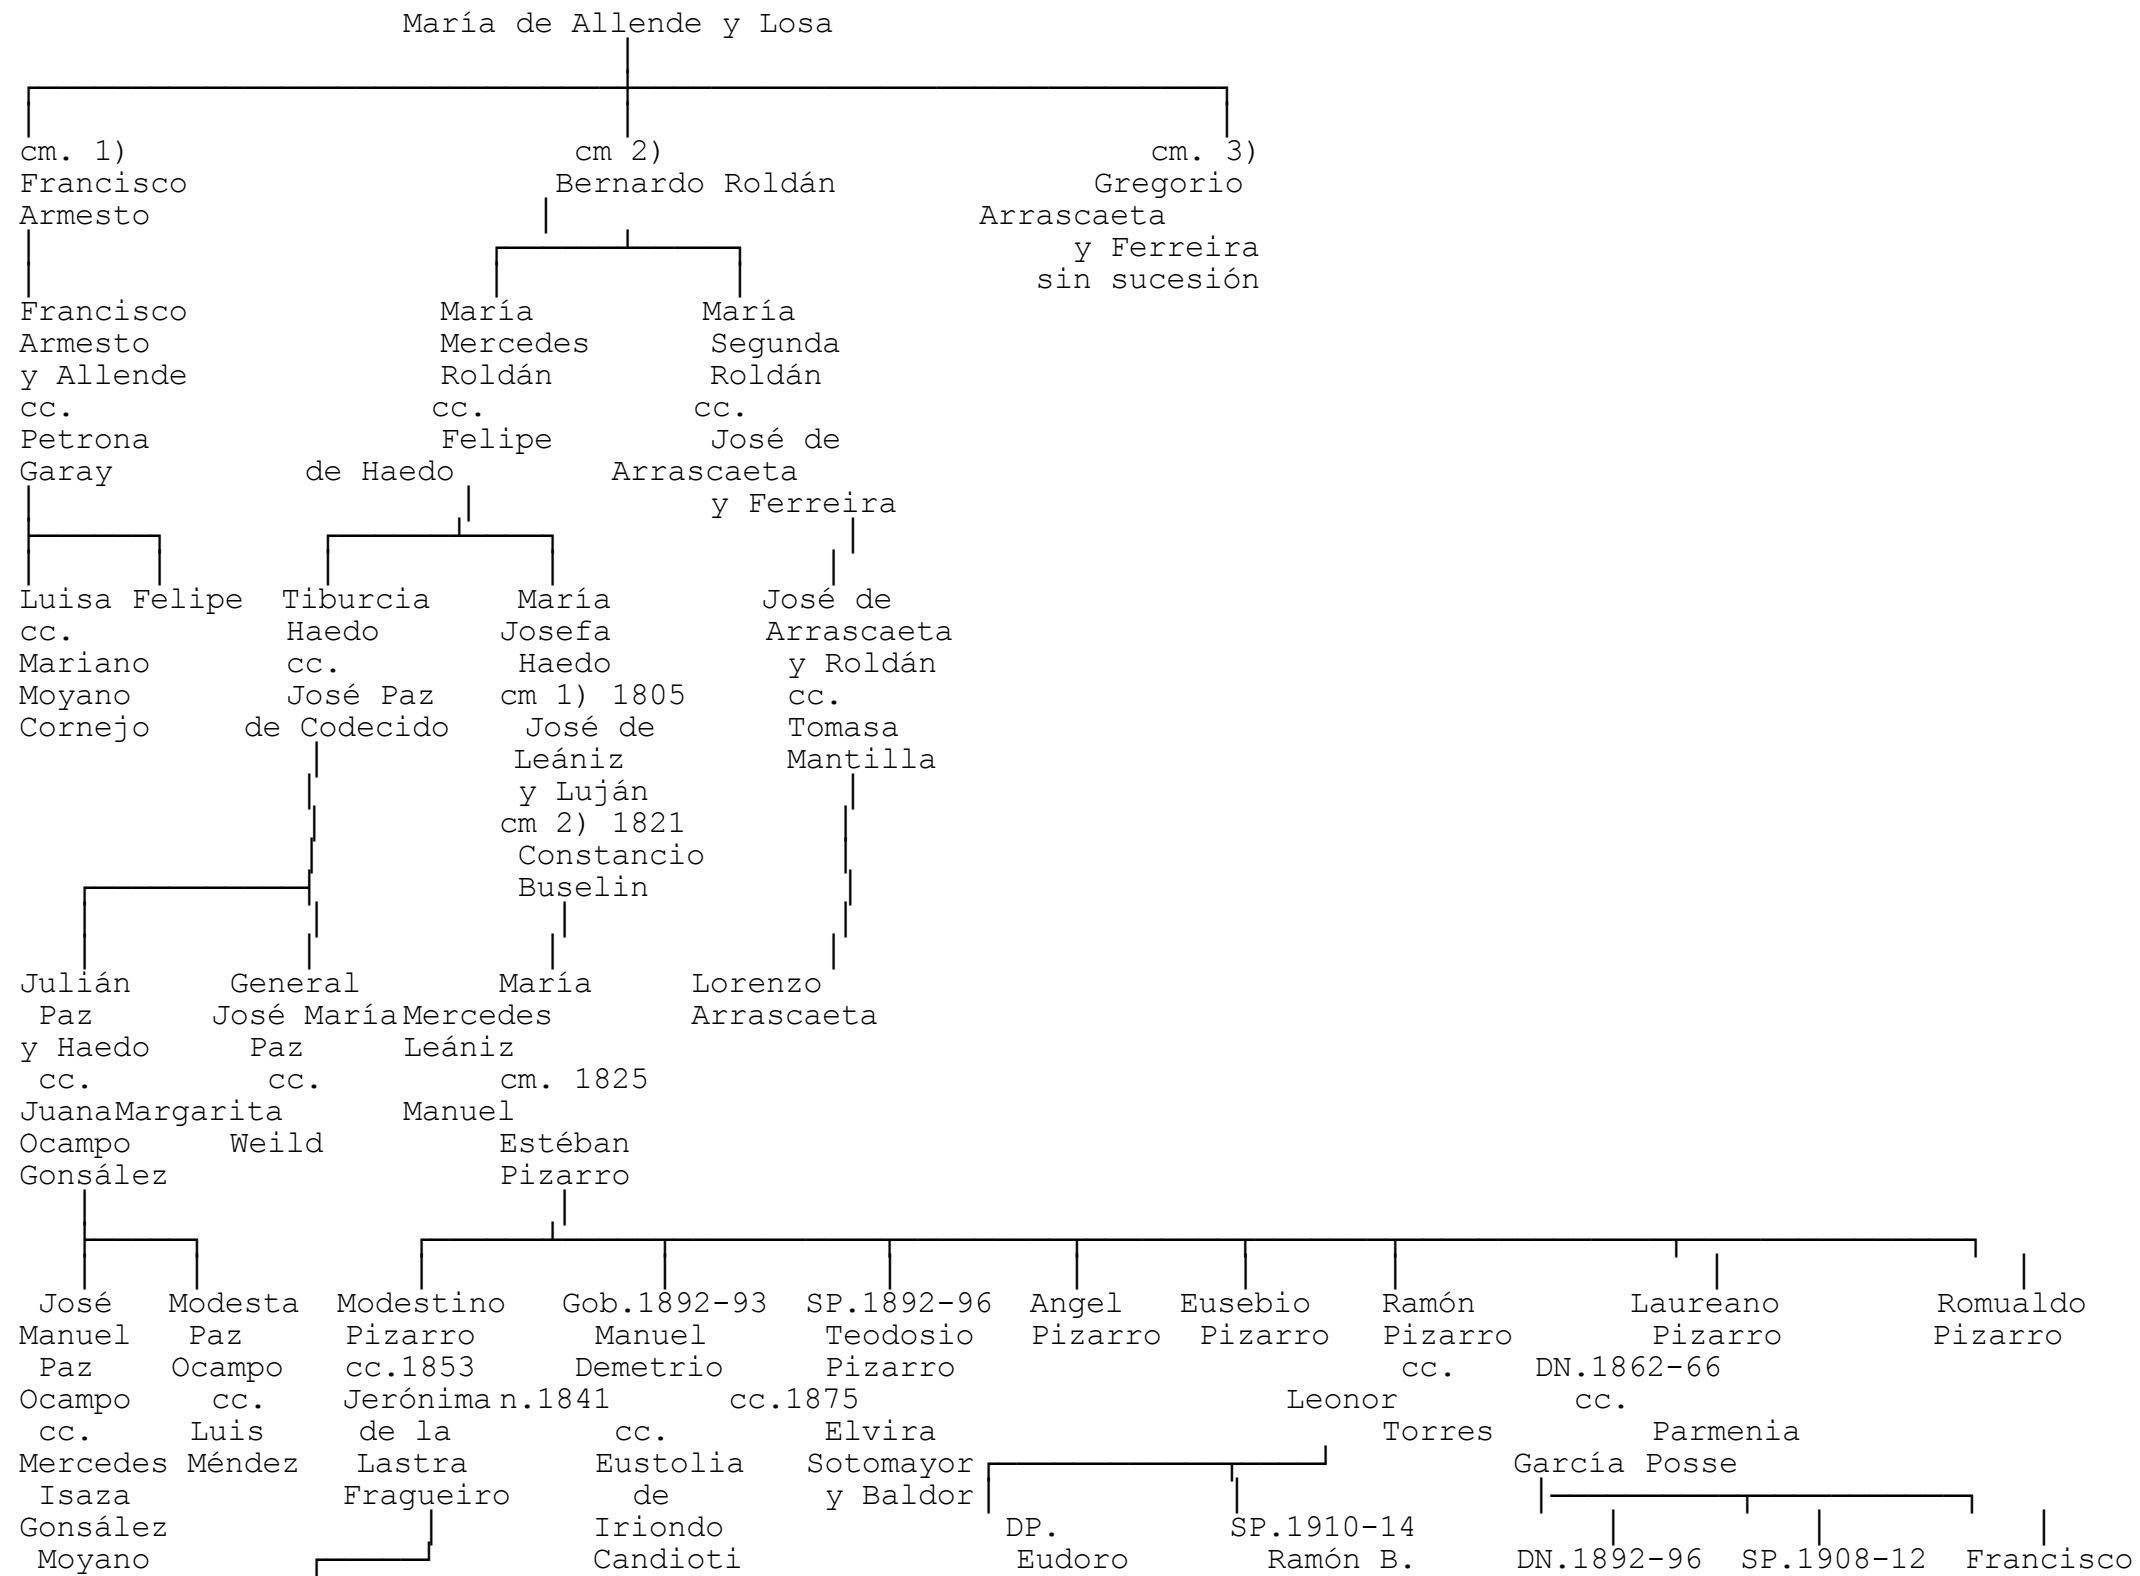 María de Allende y Losa
cm. 1) cm 2) cm. 3)
Francisco Bernardo Roldán Gregorio
Armesto Arrascaeta
y Ferreira
sin sucesión
Francisco María María
Armesto Mercedes Segunda
y Allende Roldán Roldán
cc. cc. cc.
Petrona Felipe José de
Garay de Haedo Arrascaeta
y Ferreira
Luisa Felipe Tiburcia María José de
cc. Haedo Josefa Arrascaeta
Mariano cc. Haedo y Roldán
Moyano José Paz cm 1) 1805 cc.
Cornejo de Codecido José de Tomasa
Leániz Mantilla
y Luján
cm 2) 1821
Constancio
Buselin
Julián General María Lorenzo
Paz José María Mercedes Arrascaeta
y Haedo Paz Leániz
cc. cc. cm. 1825
JuanaMargarita Manuel
Ocampo Weild Estéban
Gonsález Pizarro
José Modesta Modestino Gob.1892-93 SP.1892-96 Angel Eusebio Ramón Laureano Romualdo
Manuel Paz Pizarro Manuel Teodosio Pizarro Pizarro Pizarro Pizarro Pizarro
Paz Ocampo cc.1853 Demetrio Pizarro cc. DN.1862-66
Ocampo cc. Jerónima n.1841 cc.1875 Leonor cc.
cc. Luis de la cc. Elvira Torres Parmenia
Mercedes Méndez Lastra Eustolia Sotomayor García Posse
Isaza Fragueiro de y Baldor
Gonsález Iriondo DP. SP.1910-14
Moyano Candioti Eudoro Ramón B. DN.1892-96 SP.1908-12 Francisco